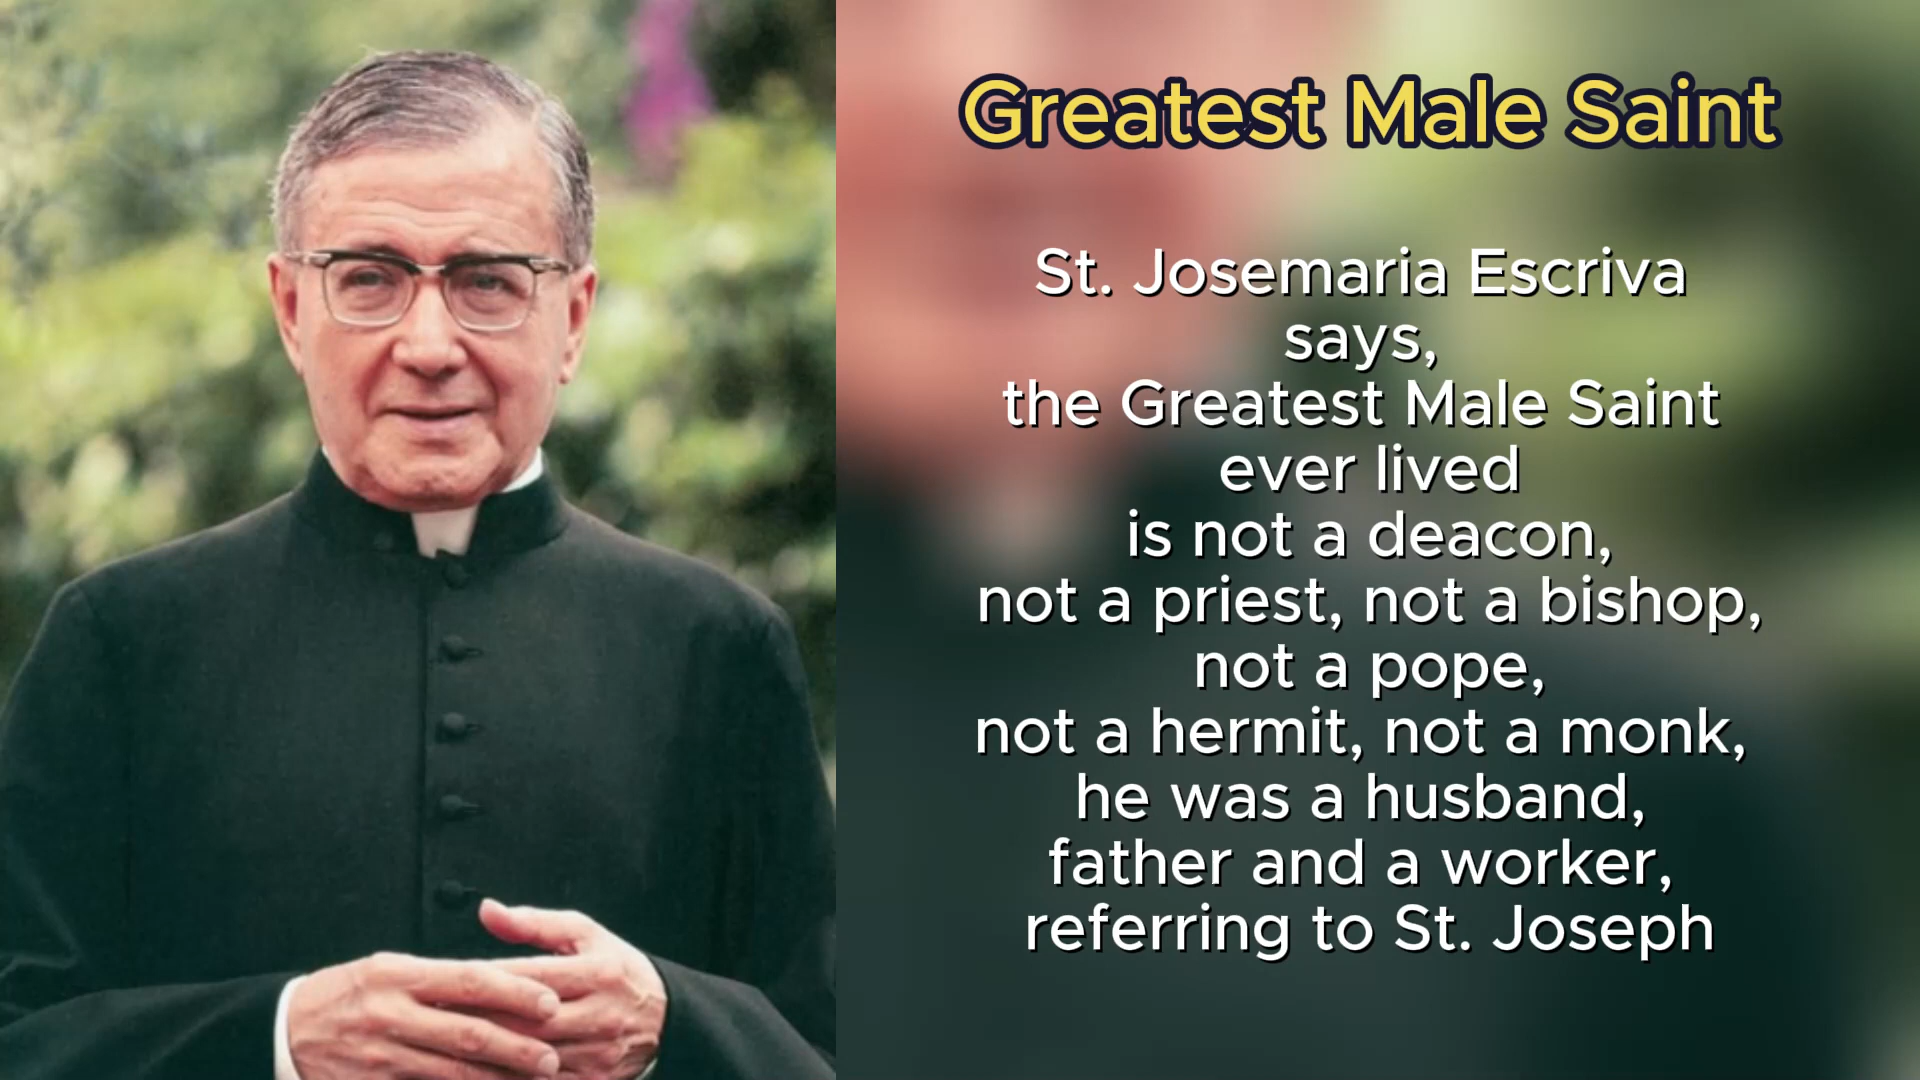 Greatest Male Saint
St. Josemaria Escriva
says,
the Greatest Male Saint
ever lived
is not a deacon,
not a priest, not a bishop,
not a pope,
not a hermit, not a monk,
he was a husband,
father and a worker,
referring to St. Joseph